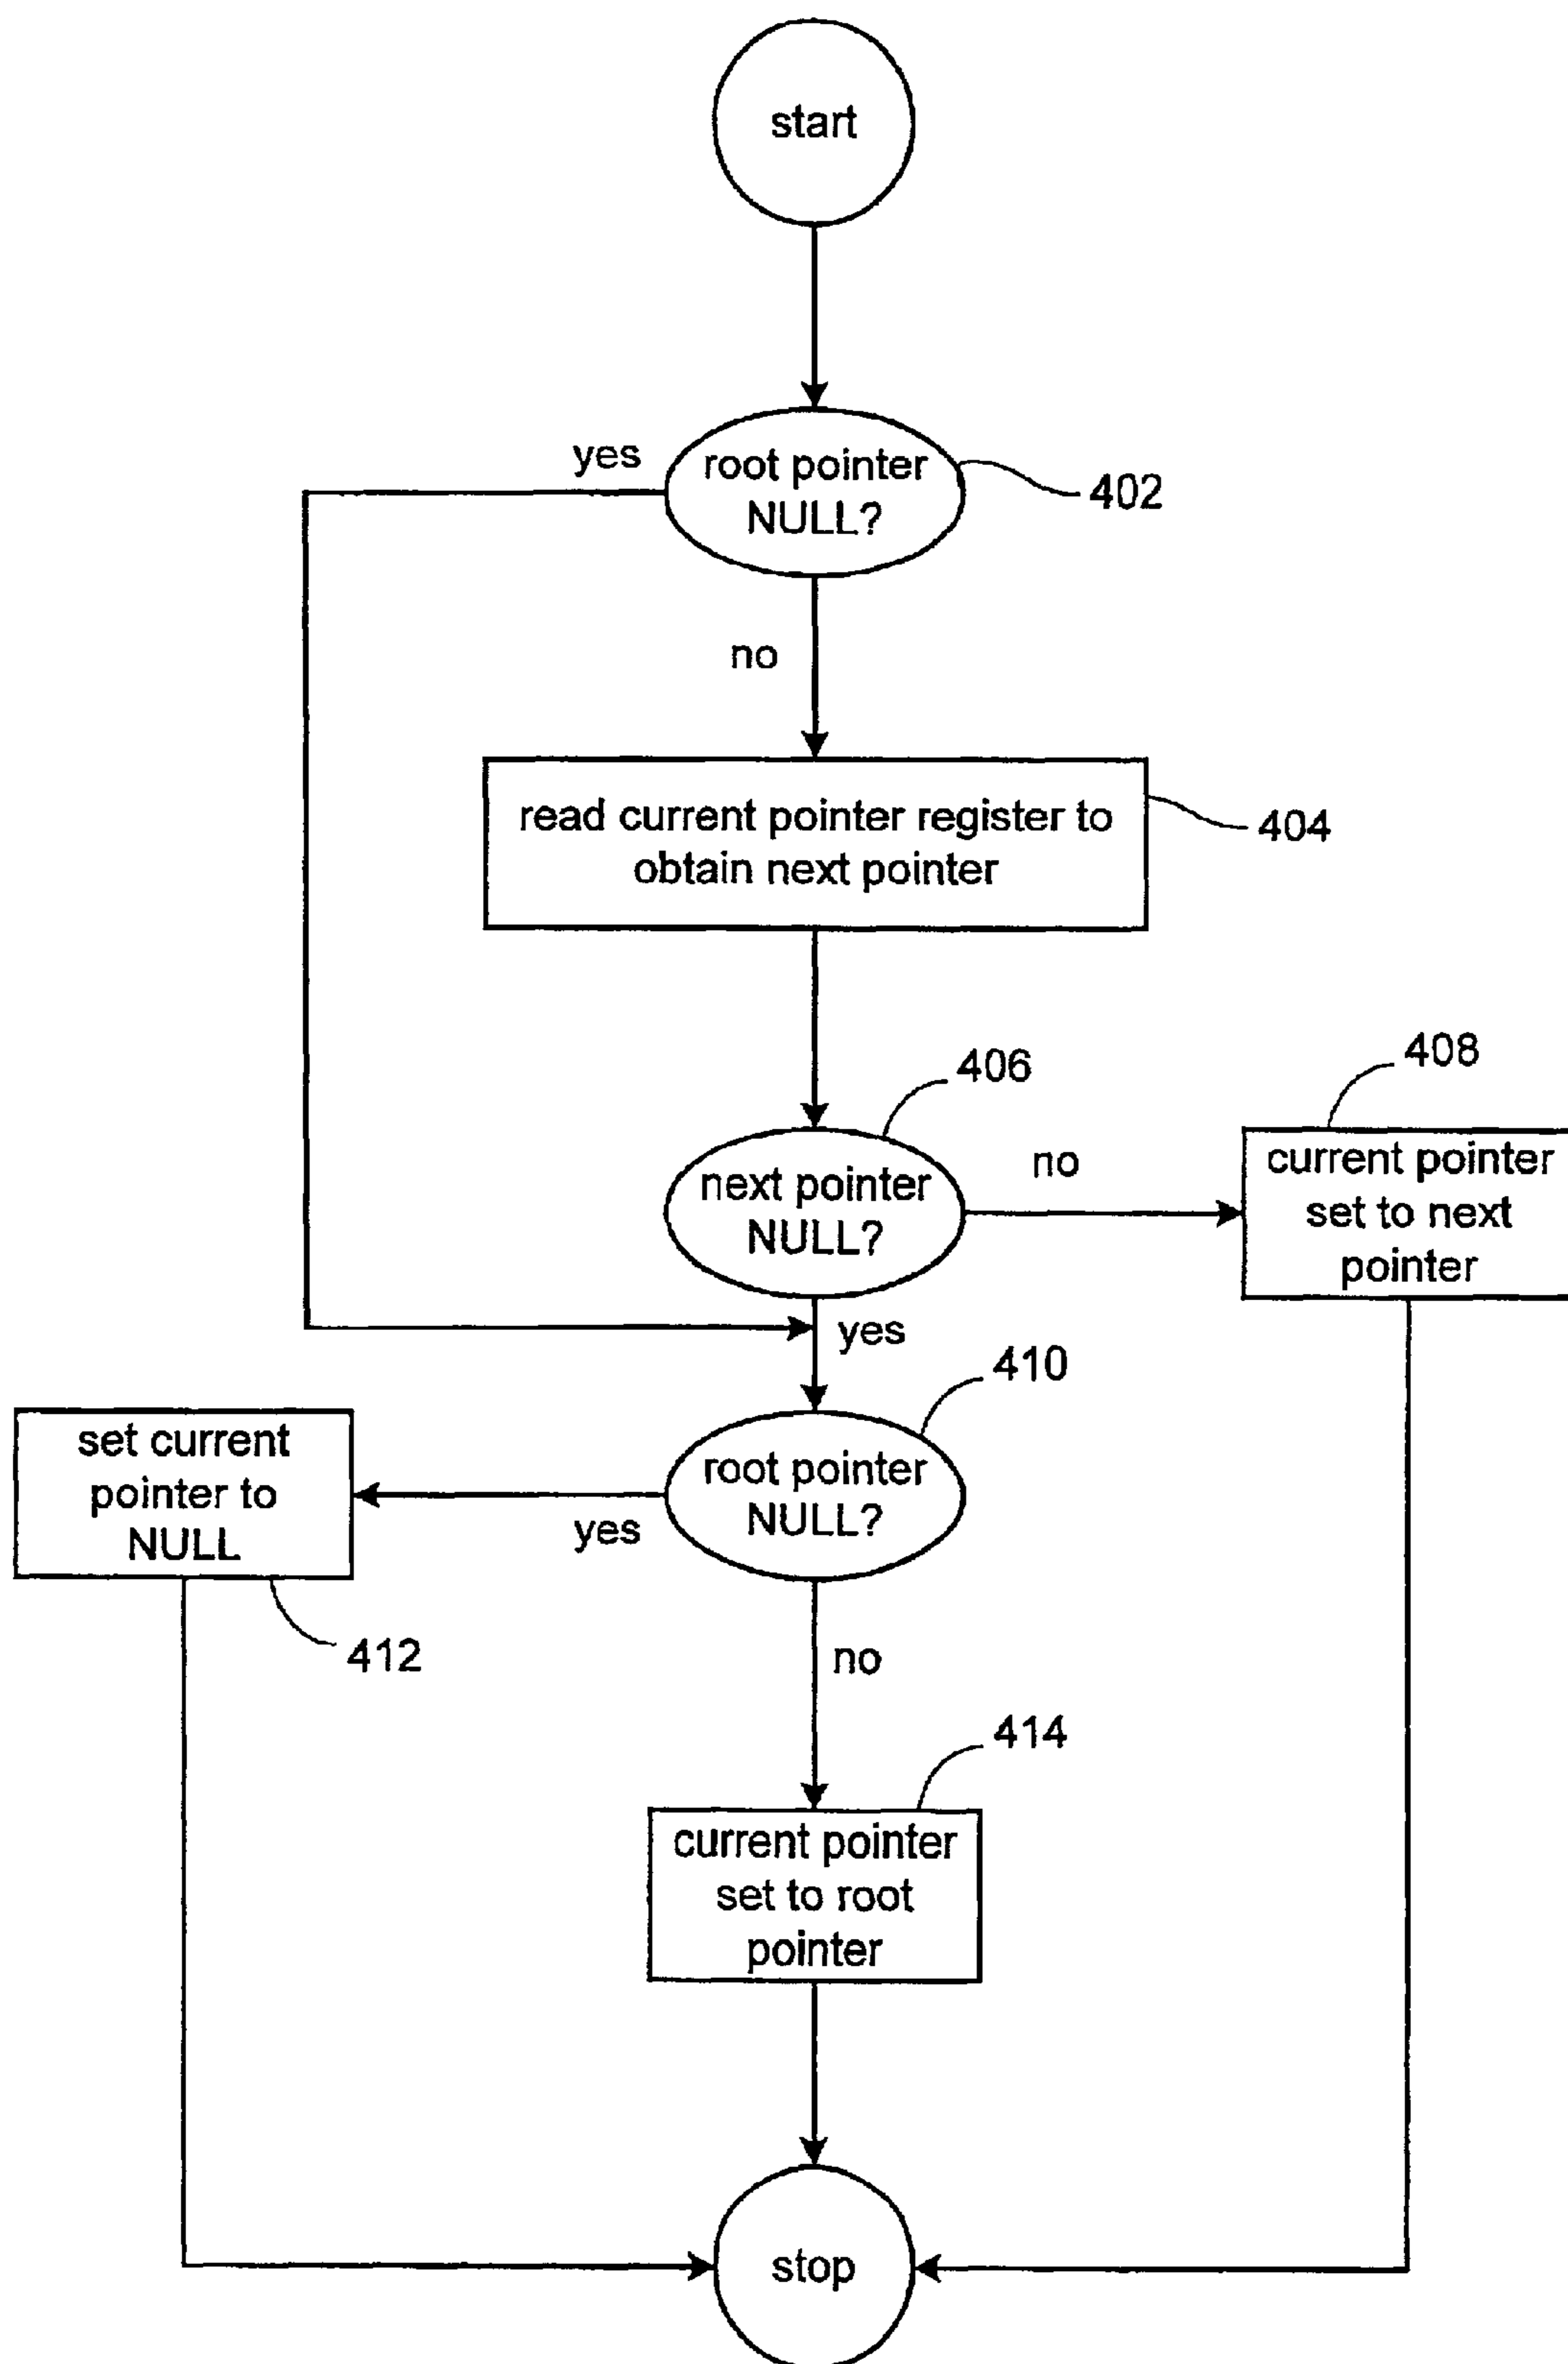 start
yes
root pointer
NULL?
402
no
read current pointer register to
obtain next pointer
404
406
408
next pointer
NULL?
no
current pointer
set to next
pointer
yes
410
set current
pointer to
NULL
root pointer
NULL?
yes
412
no
414
current pointer
set to root
pointer
stop